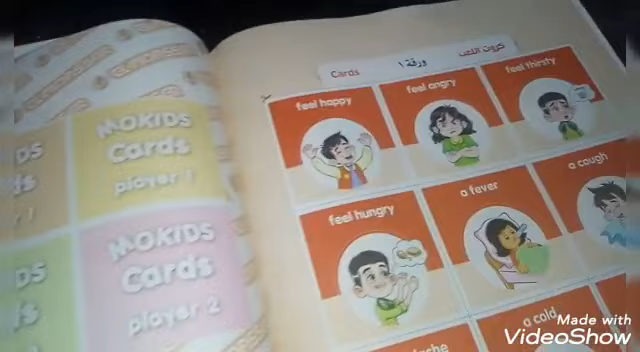 MOKIDS
Cards
player 1
MOKIDS
Cards
player 2
Cards
ورقة ١
كروت اللعب
feel happy
feel angry
feel thirsty
feel hungry
a fever
a cough
a cold
Made with
VideoShow